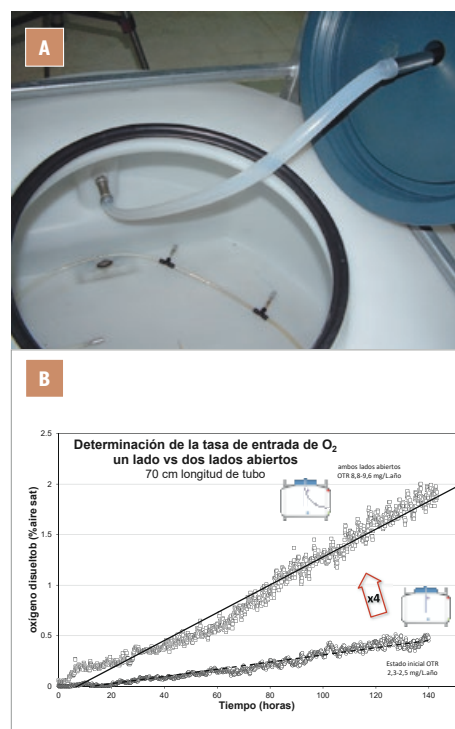 A
B
Determinación de la tasa de entrada de O2
un lado vs dos lados abiertos
70 cm longitud de tubo
ambos lados abiertos
OTR 8,8-9,6 mg/L.año
x4
Estado inicial OTR
2,3-2,5 mg/L.año
oxígeno disueltob (%aire sat)
2.5
2
1.5
1
0.5
0
0 20 40 60 80 100 120 140
Tiempo (horas)